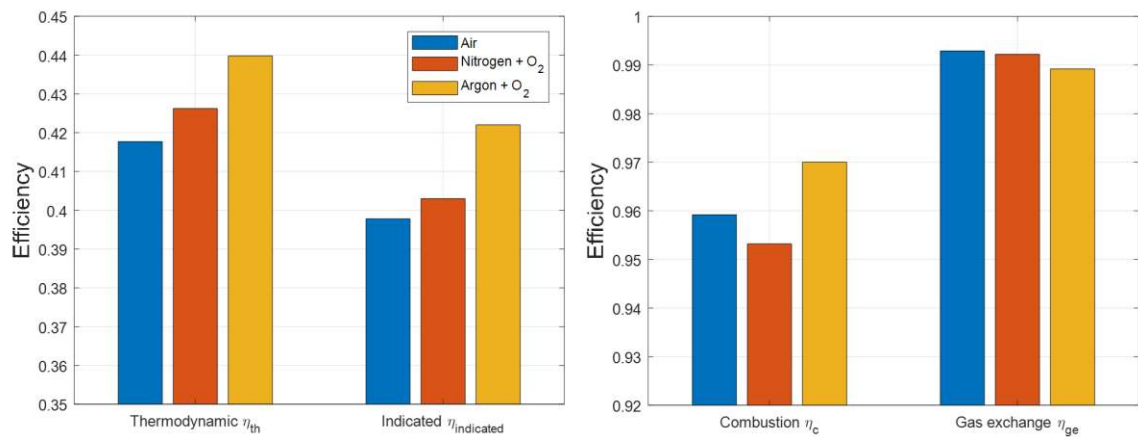 0.45
0.44
0.43
0.42
0.41
0.4
0.39
0.38
0.37
0.36
0.35
Efficiency
Air
Nitrogen + O2
Argon + O2
Thermodynamic ηth
Indicated ηindicated
1
0.99
0.98
0.97
0.96
0.95
0.94
0.93
0.92
Efficiency
Combustion ηc
Gas exchange ηge